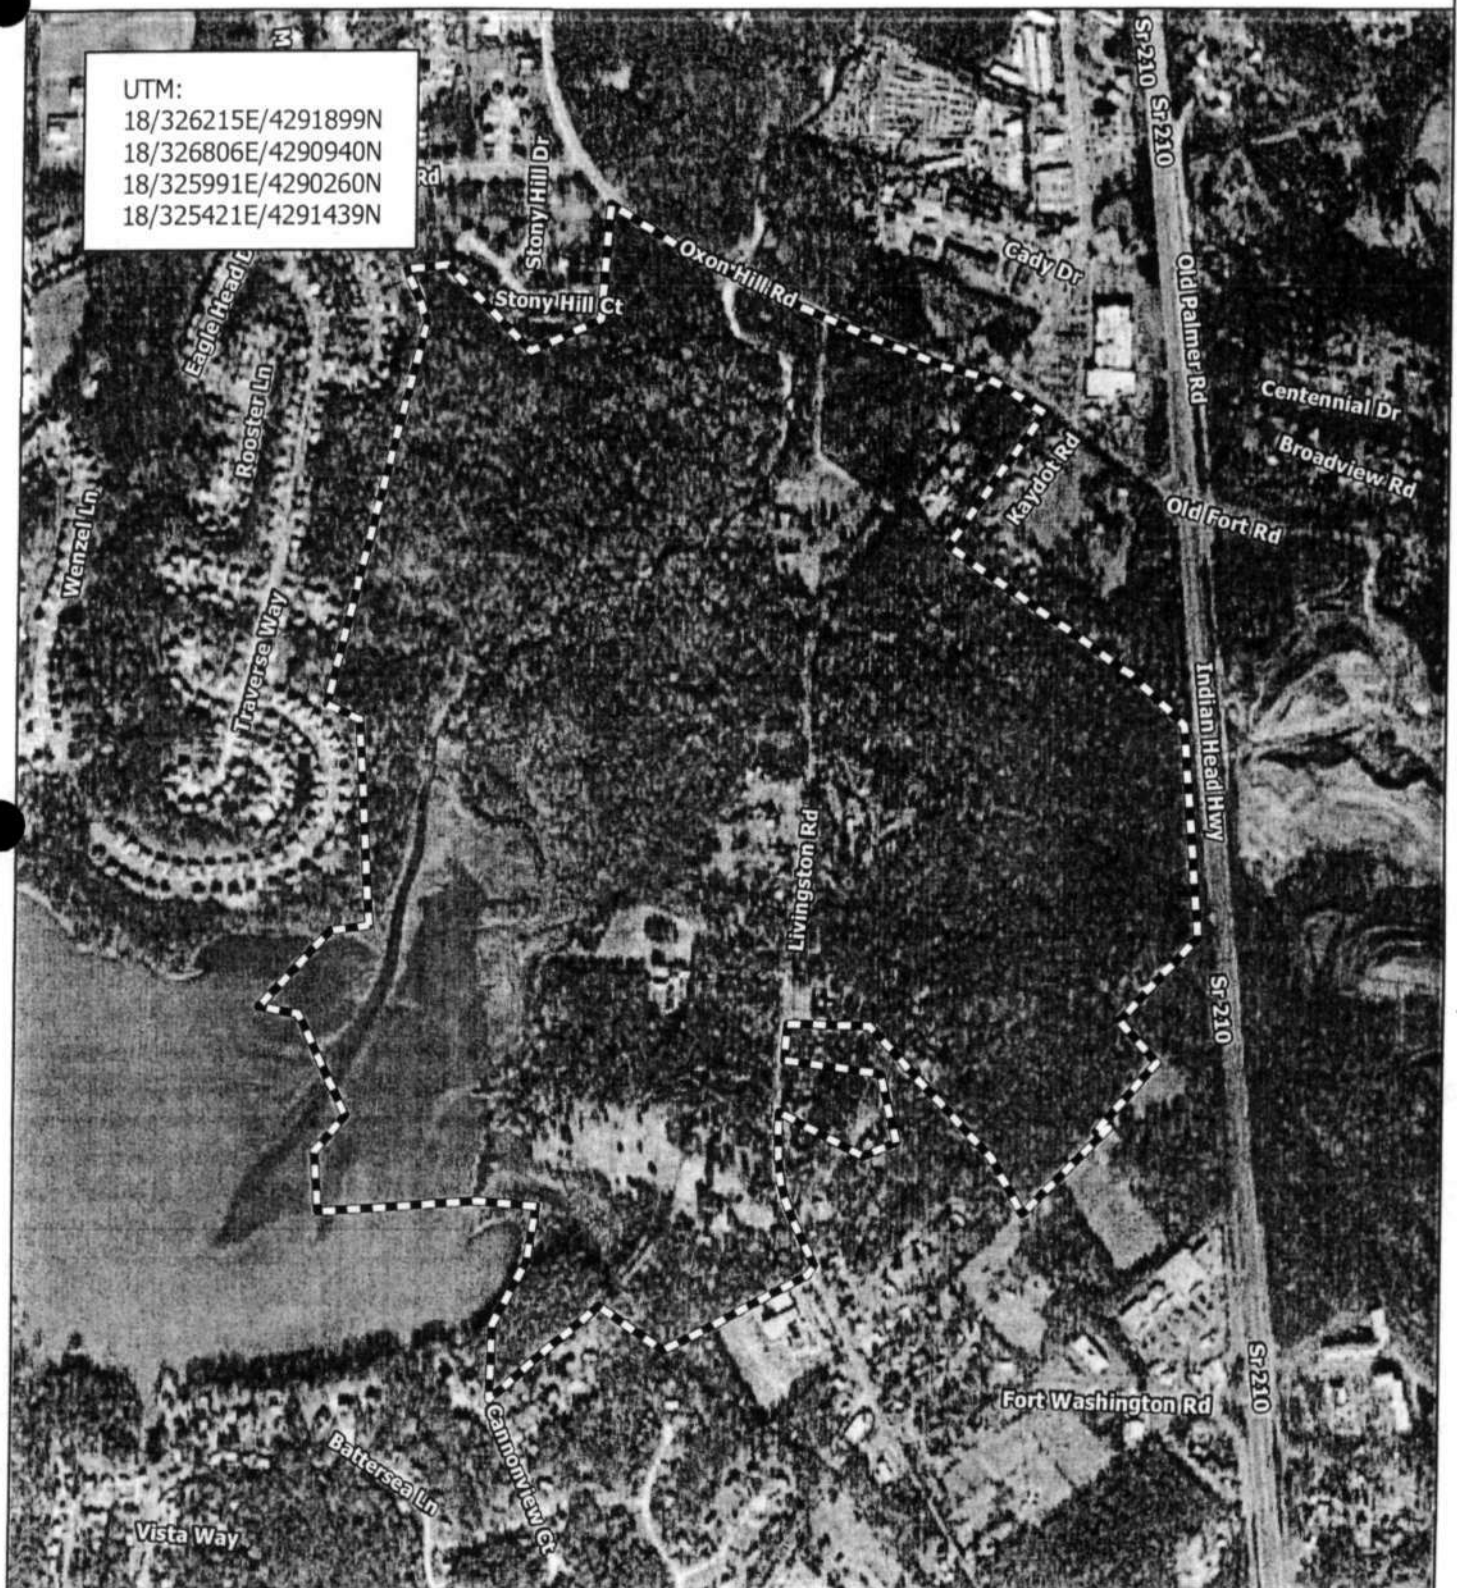 M
Sr 210
UTM:
18/326215E/4291899N
18/326806E/4290940N
18/325991E/4290260N
18/325421E/4291439N
Sr 210
Rd
Stony Hill Dr
Oxon Hill Rd
Cady Dr
Eagle Head D
Stony Hill Ct
Old Palmer Rd
Rooster Ln
Centennial Dr
Broadview Rd
Kaydot Rd
Old Fort Rd
Wenzel Ln
Traverse Way
Indian Head Hwy
Livingston Rd
Sr 210
Sr 210
Fort Washington Rd
Battersea Ln
Cannonview Ct
Vista Way